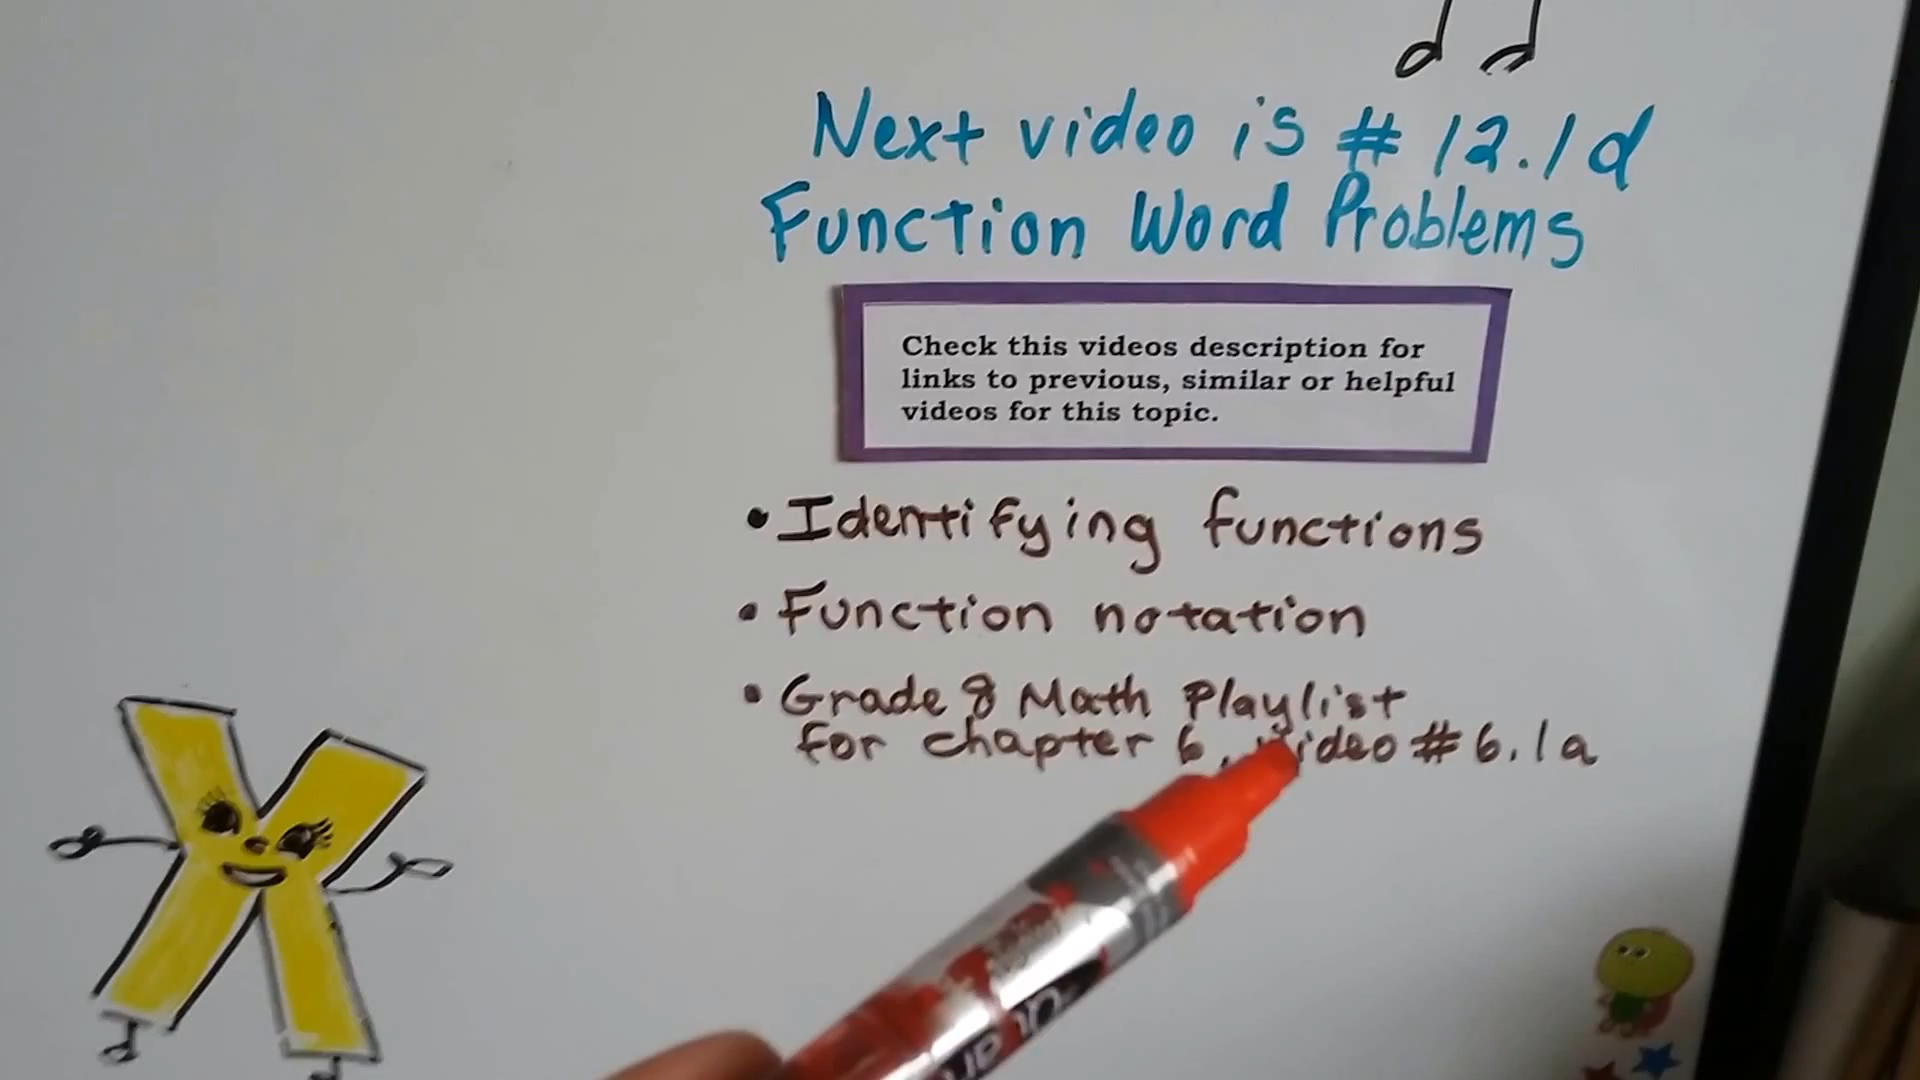 Next video is # 12.1d
Function Word Problems
Check this videos description for
links to previous, similar or helpful
videos for this topic.
• Identifying functions
• Function notation
• Grade 8 Math Playlist
for chapter 6, video # 6.1a